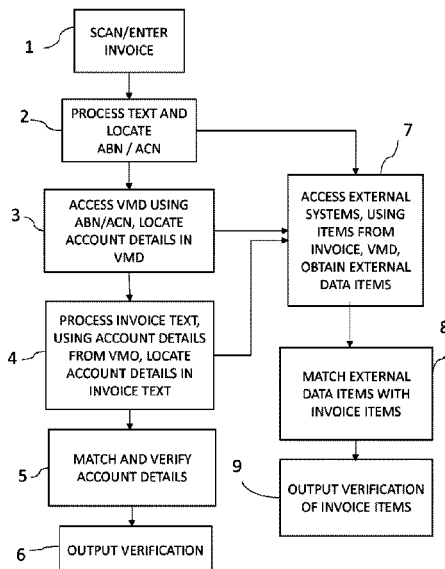 1
SCAN/ENTER
INVOICE
2
PROCESS TEXT AND
LOCATE
ABN / ACN
3
ACCESS VMD USING
ABN/ACN, LOCATE
ACCOUNT DETAILS IN
VMD
4
PROCESS INVOICE TEXT,
USING ACCOUNT DETAILS
FROM VMO, LOCATE
ACCOUNT DETAILS IN
INVOICE TEXT
5
MATCH AND VERIFY
ACCOUNT DETAILS
6
OUTPUT VERIFICATION
7
ACCESS EXTERNAL
SYSTEMS, USING
ITEMS FROM
INVOICE, VMD,
OBTAIN EXTERNAL
DATA ITEMS
8
MATCH EXTERNAL
DATA ITEMS WITH
INVOICE ITEMS
9
OUTPUT VERIFICATION
OF INVOICE ITEMS